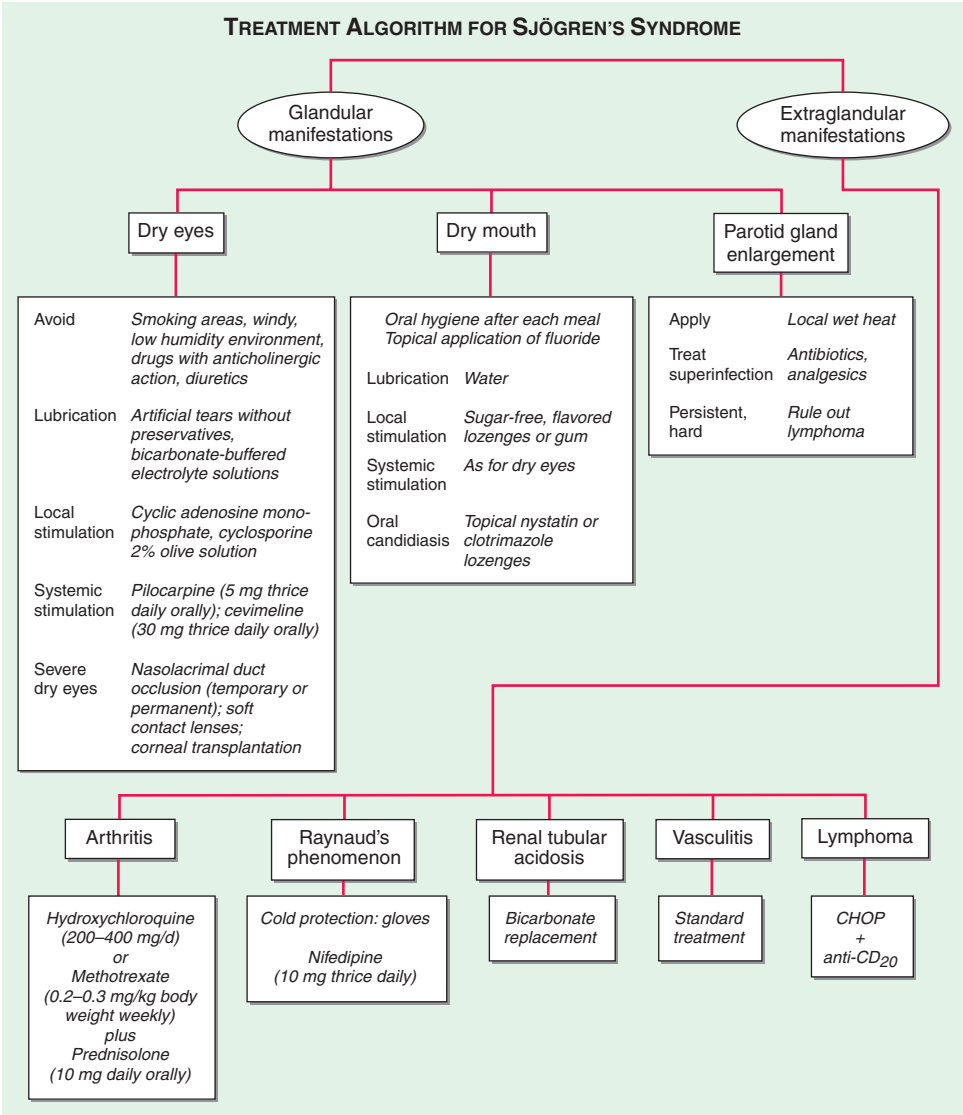 TREATMENT ALGORITHM FOR SJÖGREN'S SYNDROME
Glandular
manifestations
Extraglandular
manifestations
Dry eyes
Dry mouth
Parotid gland
enlargement
Avoid Smoking areas, windy,
low humidity environment,
drugs with anticholinergic
action, diuretics
Lubrication Artificial tears without
preservatives,
bicarbonate-buffered
electrolyte solutions
Local Cyclic adenosine mono-
stimulation phosphate, cyclosporine
2% olive solution
Systemic Pilocarpine (5 mg thrice
stimulation daily orally); cevimeline
(30 mg thrice daily orally)
Severe Nasolacrimal duct
dry eyes occlusion (temporary or
permanent); soft
contact lenses;
corneal transplantation
Oral hygiene after each meal
Topical application of fluoride
Lubrication Water
Local Sugar-free, flavored
stimulation lozenges or gum
Systemic As for dry eyes
stimulation
Oral Topical nystatin or
candidiasis clotrimazole
lozenges
Apply Local wet heat
Treat Antibiotics,
superinfection analgesics
Persistent, Rule out
hard lymphoma
Arthritis
Raynaud's
phenomenon
Renal tubular
acidosis
Vasculitis
Lymphoma
Hydroxychloroquine
(200–400 mg/d)
or
Methotrexate
(0.2–0.3 mg/kg body
weight weekly)
plus
Prednisolone
(10 mg daily orally)
Cold protection: gloves
Nifedipine
(10 mg thrice daily)
Bicarbonate
replacement
Standard
treatment
CHOP
+
anti-CD20